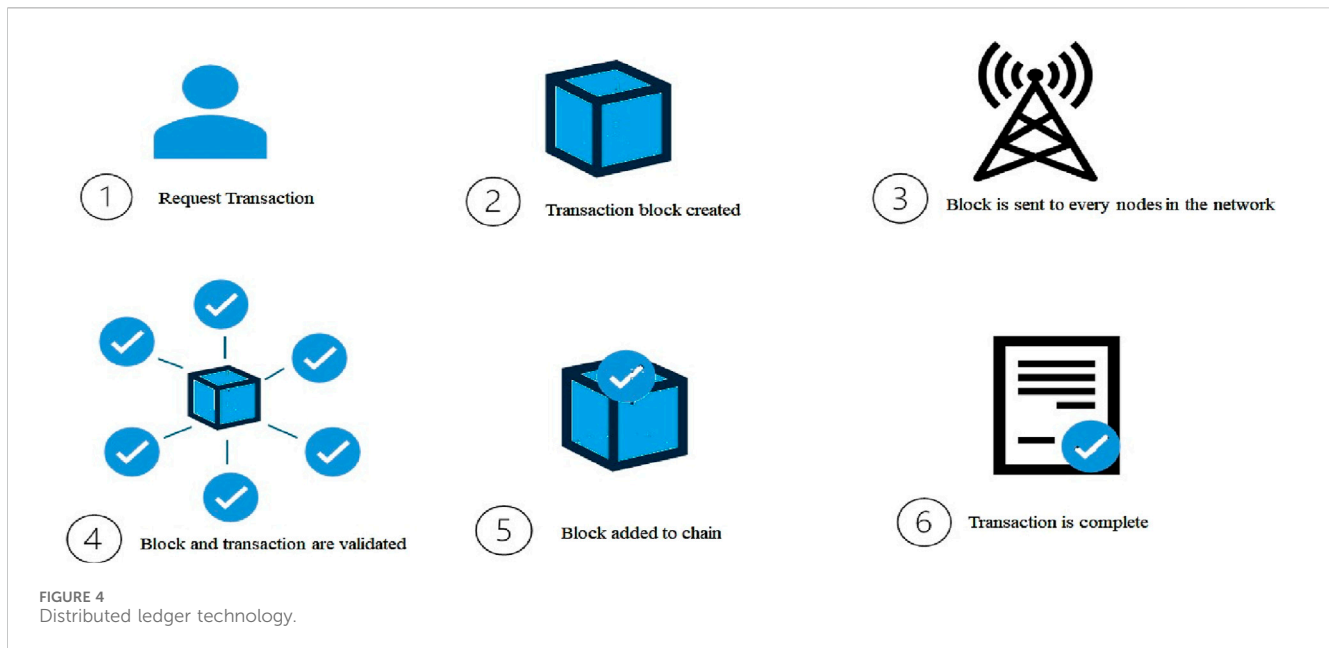 1 Request Transaction
2 Transaction block created
3 Block is sent to every nodes in the network
4 Block and transaction are validated
5 Block added to chain
6 Transaction is complete
FIGURE 4
Distributed ledger technology.